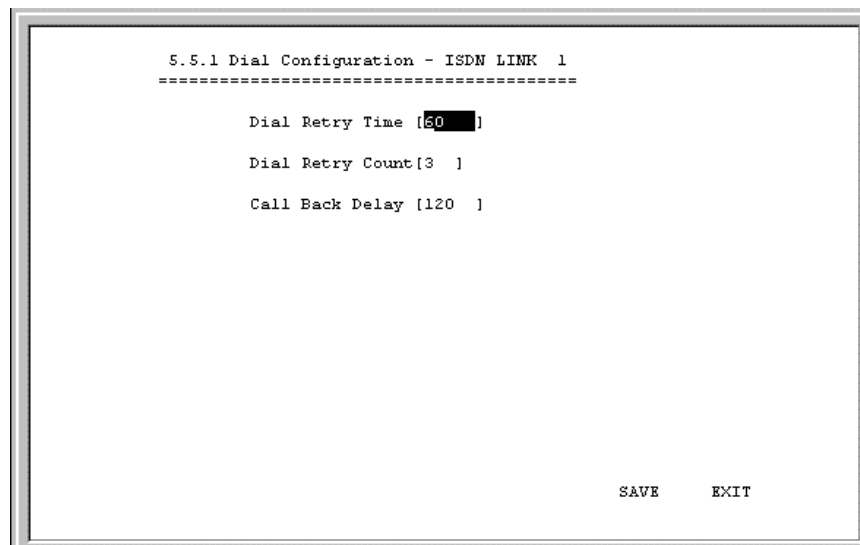 5.5.1 Dial Configuration - ISDN LINK 1
=========================================
Dial Retry Time [60    ]
Dial Retry Count[3  ]
Call Back Delay [120  ]
SAVE EXIT